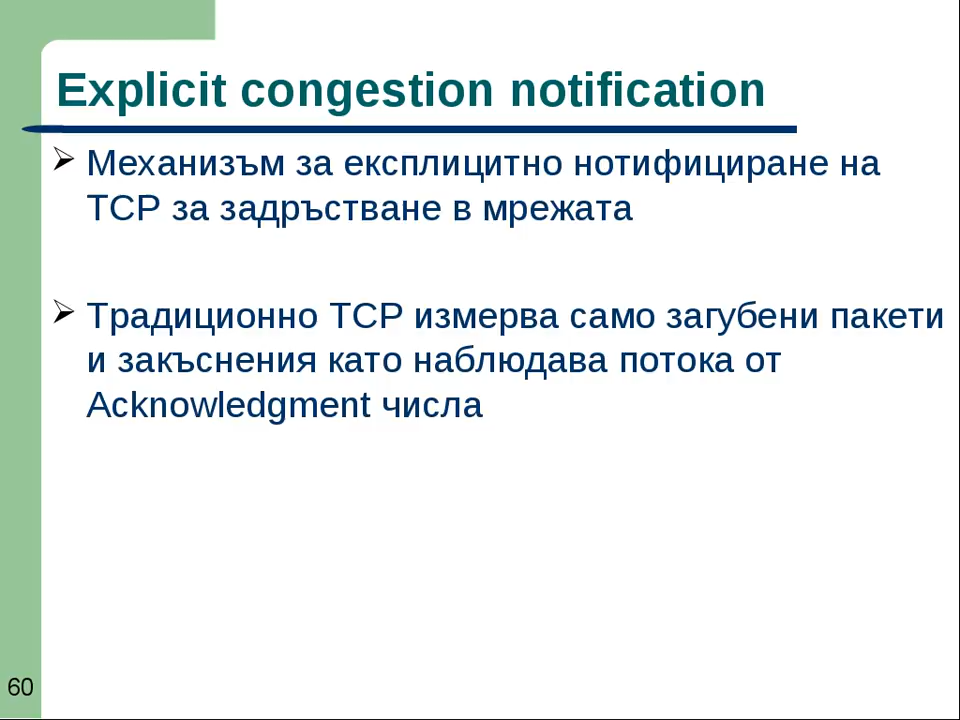 Explicit congestion notification
Механизъм за експлицитно нотифициране на
TCP за задръстване в мрежата
Традиционно TCP измерва само загубени пакети
и закъснения като наблюдава потока от
Acknowledgment числа
60